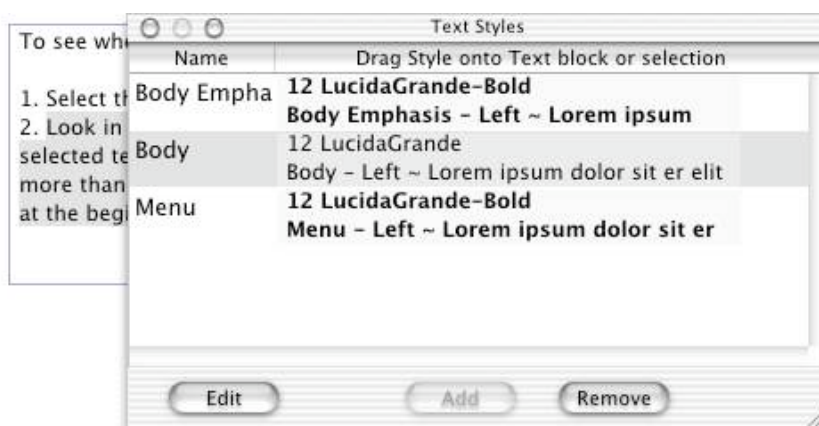 To see
1. Select
2. Look in
selected
more than
at the
Text Styles
Name
Drag Style onto Text block or selection
Body Empha
12 LucidaGrande-Bold
Body Emphasis - Left ~ Lorem ipsum
Body
12 LucidaGrande
Body - Left ~ Lorem ipsum dolor sit er elit
Menu
12 LucidaGrande-Bold
Menu - Left ~ Lorem ipsum dolor sit er
Edit
Add
Remove